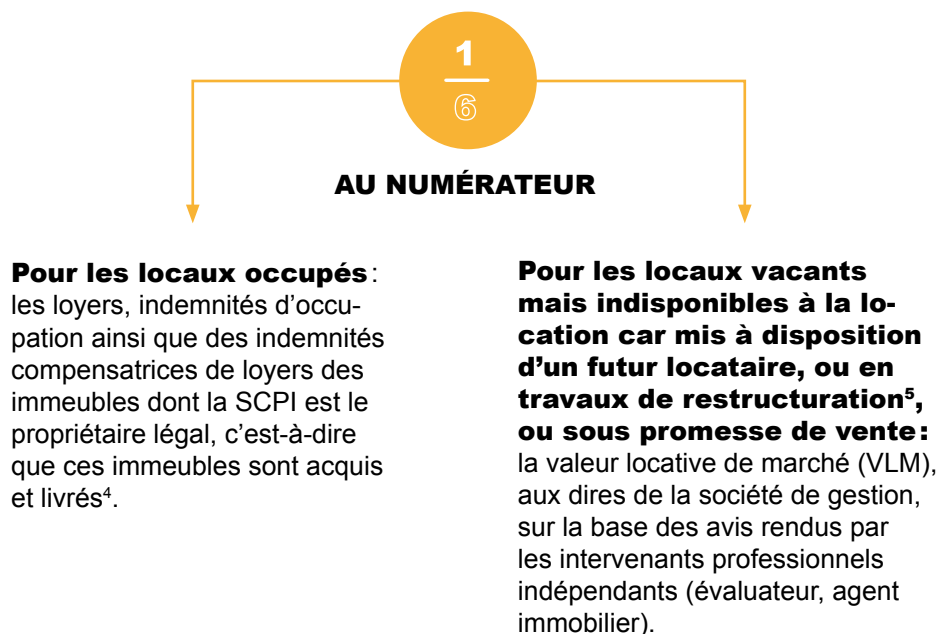 1
6
AU NUMÉRATEUR
Pour les locaux occupés :
les loyers, indemnités d’occu-
pation ainsi que des indemnités
compensatrices de loyers des
immeubles dont la SCPI est le
propriétaire légal, c’est-à-dire
que ces immeubles sont acquis
et livrés⁴.
Pour les locaux vacants
mais indisponibles à la lo-
cation car mis à disposition
d’un futur locataire, ou en
travaux de restructuration⁵,
ou sous promesse de vente :
la valeur locative de marché (VLM),
aux dires de la société de gestion,
sur la base des avis rendus par
les intervenants professionnels
indépendants (évaluateur, agent
immobilier).